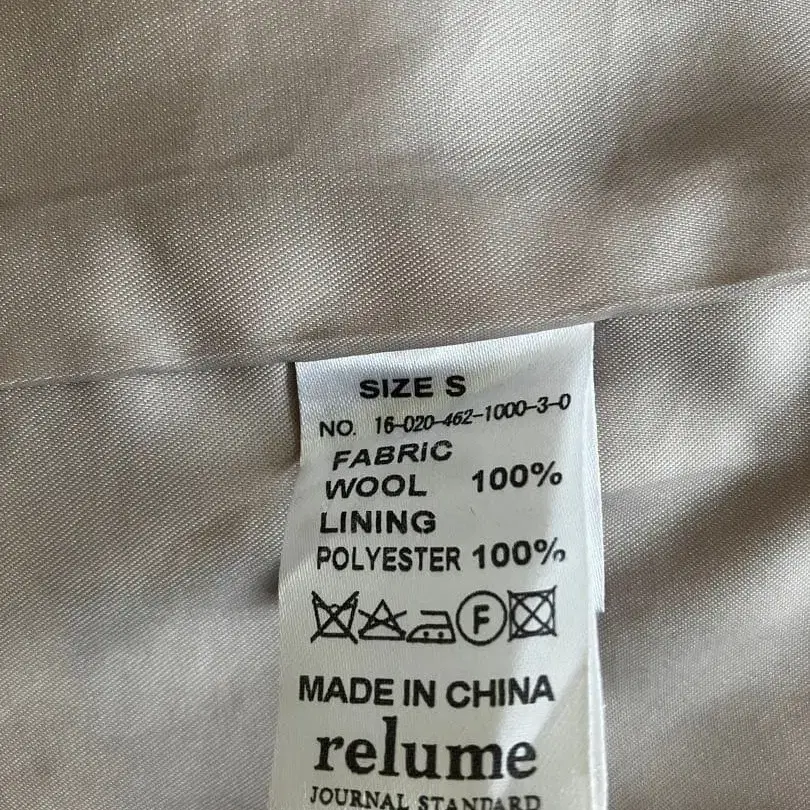 SIZE S
NO. 16-020-462-1000-3-0
FABRIC
WOOL 100%
LINING
POLYESTER 100%
F
MADE IN CHINA
relume
JOURNAL STANDARD